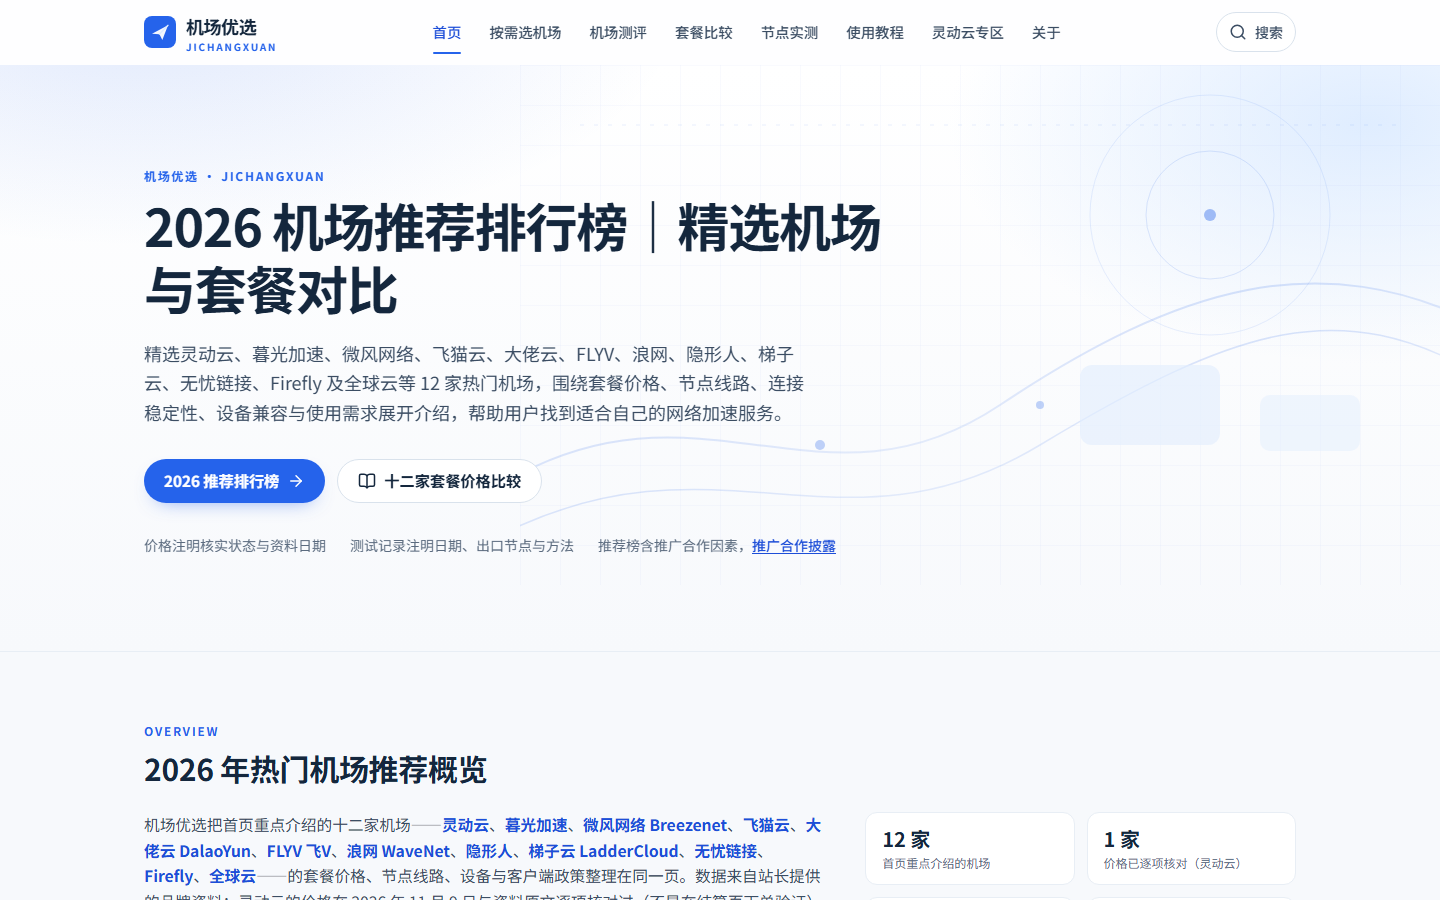 机场优选
JICHANGXUAN
首页
按需选机场
机场测评
套餐比较
节点实测
使用教程
灵动云专区
关于
搜索
机场优选 · JICHANGXUAN
2026 机场推荐排行榜｜精选机场
与套餐对比
精选灵动云、暮光加速、微风网络、飞猫云、大佬云、FLYV、浪网、隐形人、梯子
云、无忧链接、Firefly 及全球云等 12 家热门机场，围绕套餐价格、节点线路、连接
稳定性、设备兼容与使用需求展开介绍，帮助用户找到适合自己的网络加速服务。
2026 推荐排行榜
十二家套餐价格比较
价格注明核实状态与资料日期
测试记录注明日期、出口节点与方法
推荐榜含推广合作因素，推广合作披露
OVERVIEW
2026 年热门机场推荐概览
机场优选把首页重点介绍的十二家机场——灵动云、暮光加速、微风网络 Breezenet、飞猫云、大
佬云 DalaoYun、FLYV 飞V、浪网 WaveNet、隐形人、梯子云 LadderCloud、无忧链接、
Firefly、全球云——的套餐价格、节点线路、设备与客户端政策整理在同一页。数据来自站长提供
12 家
首页重点介绍的机场
1 家
价格已逐项核对（灵动云）